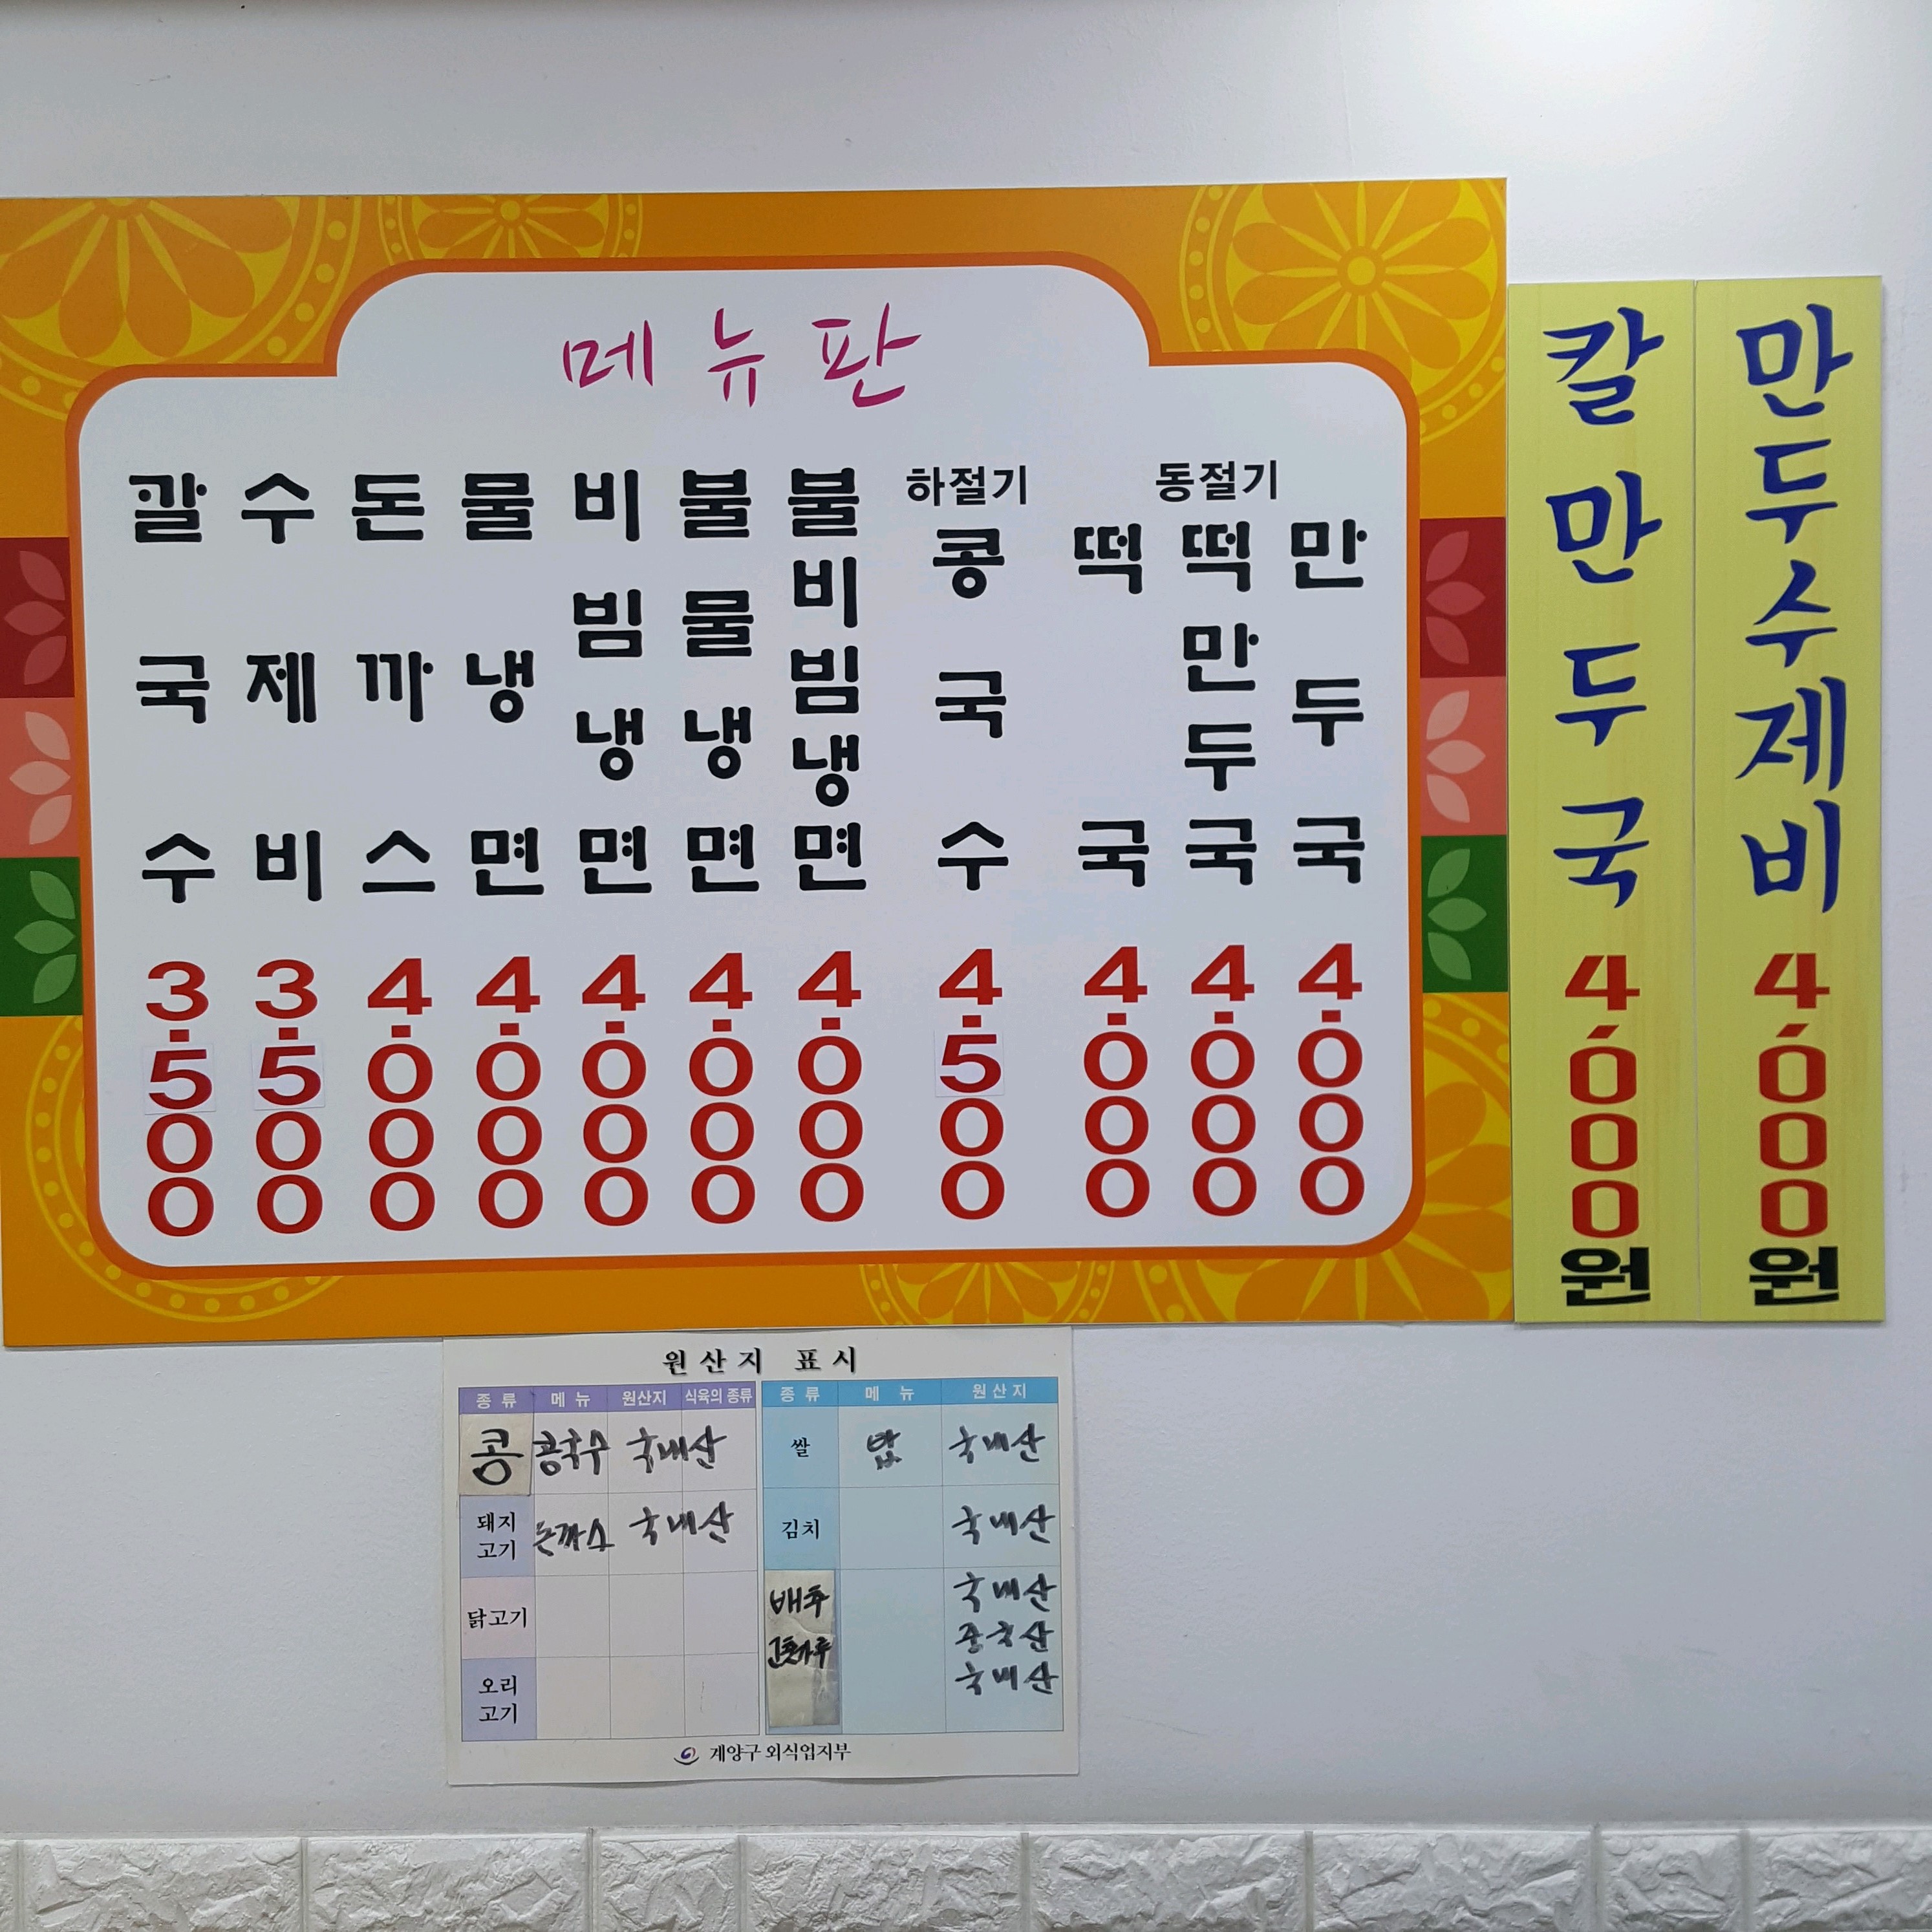 메뉴판
칼국수 3.500
수제비 3.500
돈까스 4.000
물냉면 4.000
비빔냉면 4.000
불물냉면 4.000
불비빔냉면 4.000
하절기
콩국수 4.500
동절기
떡국 4.000
떡만두국 4.000
만두국 4.000
칼만두국 4,000원
만두수제비 4,000원
원산지 표시
종류 메뉴 원산지 식육의 종류
콩 콩국수 국내산
돼지고기 돈까스 국내산
닭고기
오리고기
종류 메뉴 원산지
쌀 밥 국내산
김치 국내산
배추 국내산
고춧가루 중국산
국내산
계양구 외식업지부